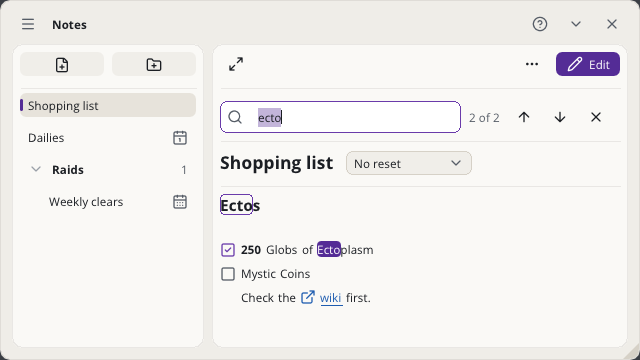 Notes
Edit
Shopping list
Dailies
Raids 1
Weekly clears
ecto 2 of 2
Shopping list No reset
Ectos
250 Globs of Ectoplasm
Mystic Coins
Check the wiki first.